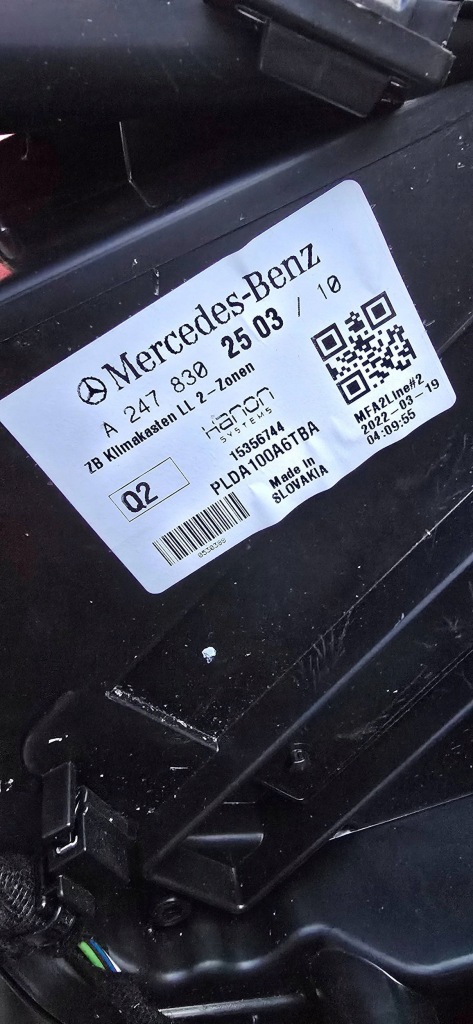 Mercedes-Benz
A 247 830 25 03 / 10
ZB Klimakasten LL 2-Zonen
Hanon
SYSTEMS
15356744
PLDA100A6TBA
Q2
Made in
SLOVAKIA
MFA2Line#2
2022-03-19
04:09:55